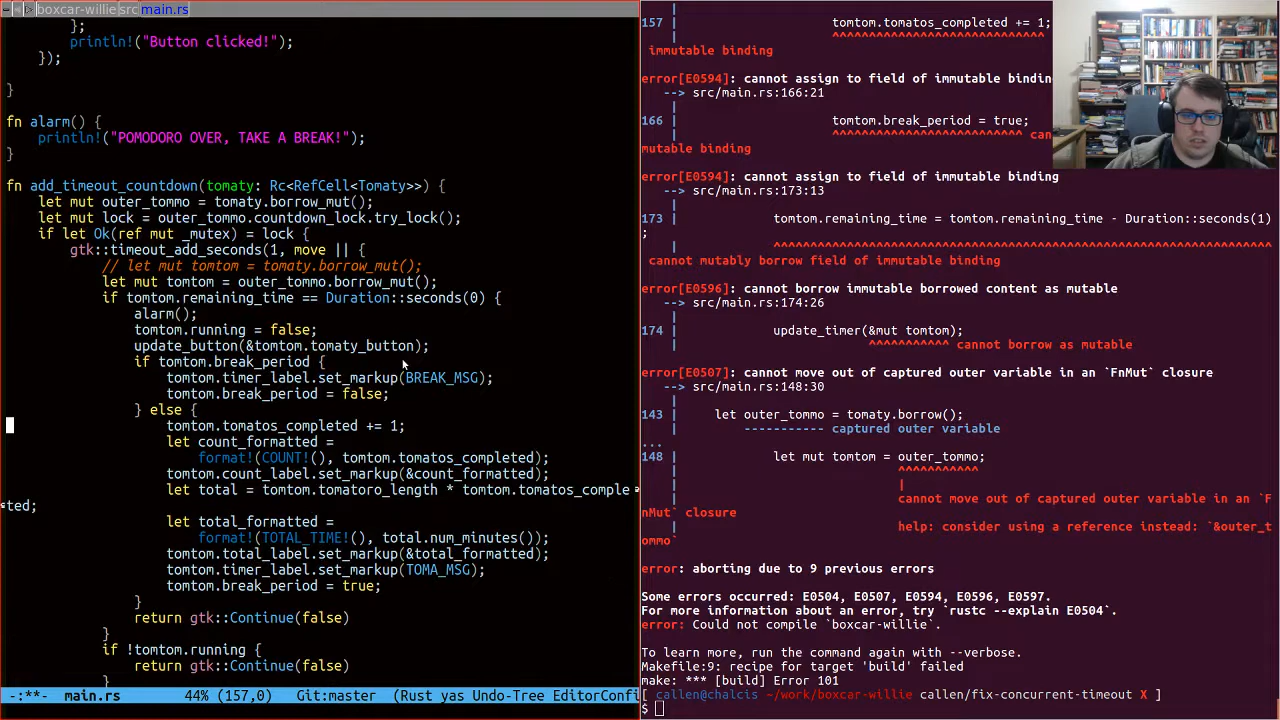 boxcar-willie src main.rs
};
println!("Button clicked!");
});
}
fn alarm() {
println!("POMODORO OVER, TAKE A BREAK!");
}
fn add_timeout_countdown(tomaty: Rc<RefCell<Tomaty>>) {
let mut outer_tommo = tomaty.borrow_mut();
let mut lock = outer_tommo.countdown_lock.try_lock();
if let Ok(ref mut _mutex) = lock {
gtk::timeout_add_seconds(1, move || {
// let mut tomtom = tomaty.borrow_mut();
let mut tomtom = outer_tommo.borrow_mut();
if tomtom.remaining_time == Duration::seconds(0) {
alarm();
tomtom.running = false;
update_button(&tomtom.tomaty_button);
if tomtom.break_period {
tomtom.timer_label.set_markup(BREAK_MSG);
tomtom.break_period = false;
} else {
tomtom.tomatos_completed += 1;
let count_formatted =
format!(COUNT!(), tomtom.tomatos_completed);
tomtom.count_label.set_markup(&count_formatted);
let total = tomtom.tomatoro_length * tomtom.tomatos_comple
ted;
let total_formatted =
format!(TOTAL_TIME!(), total.num_minutes());
tomtom.total_label.set_markup(&total_formatted);
tomtom.timer_label.set_markup(TOMA_MSG);
tomtom.break_period = true;
}
return gtk::Continue(false)
}
if !tomtom.running {
return gtk::Continue(false)
}
-:**- main.rs 44% (157,0) Git:master (Rust yas Undo-Tree EditorConfi
|
157 | tomtom.tomatos_completed += 1;
| ^^^^^^^^^^^^^^^^^^^^^^^^^^^^^
immutable binding
error[E0594]: cannot assign to field of immutable bindin
--> src/main.rs:166:21
|
166 | tomtom.break_period = true;
| ^^^^^^^^^^^^^^^^^^^^^^^^^^ can
mutable binding
error[E0594]: cannot assign to field of immutable binding
--> src/main.rs:173:13
|
173 | tomtom.remaining_time = tomtom.remaining_time - Duration::seconds(1)
;
| ^^^^^^^^^^^^^^^^^^^^^^^^^^^^^^^^^^^^^^^^^^^^^^^^^^^^^^^^^^^^^^^^^^^^
cannot mutably borrow field of immutable binding
error[E0596]: cannot borrow immutable borrowed content as mutable
--> src/main.rs:174:26
|
174 | update_timer(&mut tomtom);
| ^^^^^^^^^^^ cannot borrow as mutable
error[E0507]: cannot move out of captured outer variable in an `FnMut` closure
--> src/main.rs:148:30
|
143 | let outer_tommo = tomaty.borrow();
| ----------- captured outer variable
...
148 | let mut tomtom = outer_tommo;
| ^^^^^^^^^^^
| |
| cannot move out of captured outer variable in an `F
nMut` closure
| help: consider using a reference instead: `&outer_t
ommo`
error: aborting due to 9 previous errors
Some errors occurred: E0504, E0507, E0594, E0596, E0597.
For more information about an error, try `rustc --explain E0504`.
error: Could not compile `boxcar-willie`.
To learn more, run the command again with --verbose.
Makefile:9: recipe for target 'build' failed
make: *** [build] Error 101
[ callen@chalcis ~/work/boxcar-willie callen/fix-concurrent-timeout X ]
$